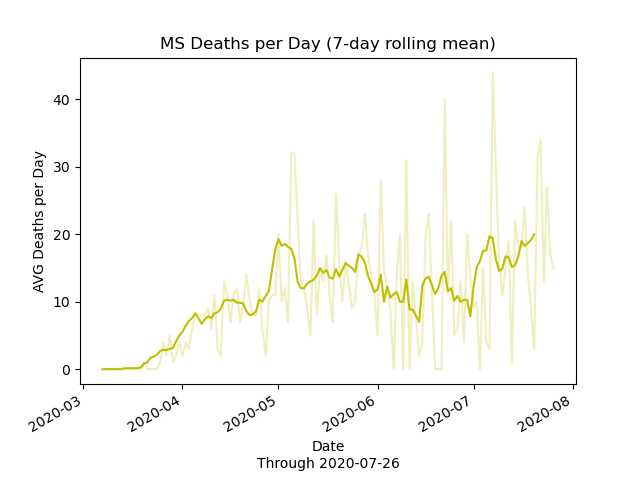 MS Deaths per Day (7-day rolling mean)
AVG Deaths per Day
40
30
20
10
0
2020-03
2020-04
2020-05
2020-06
2020-07
2020-08
Date
Through 2020-07-26